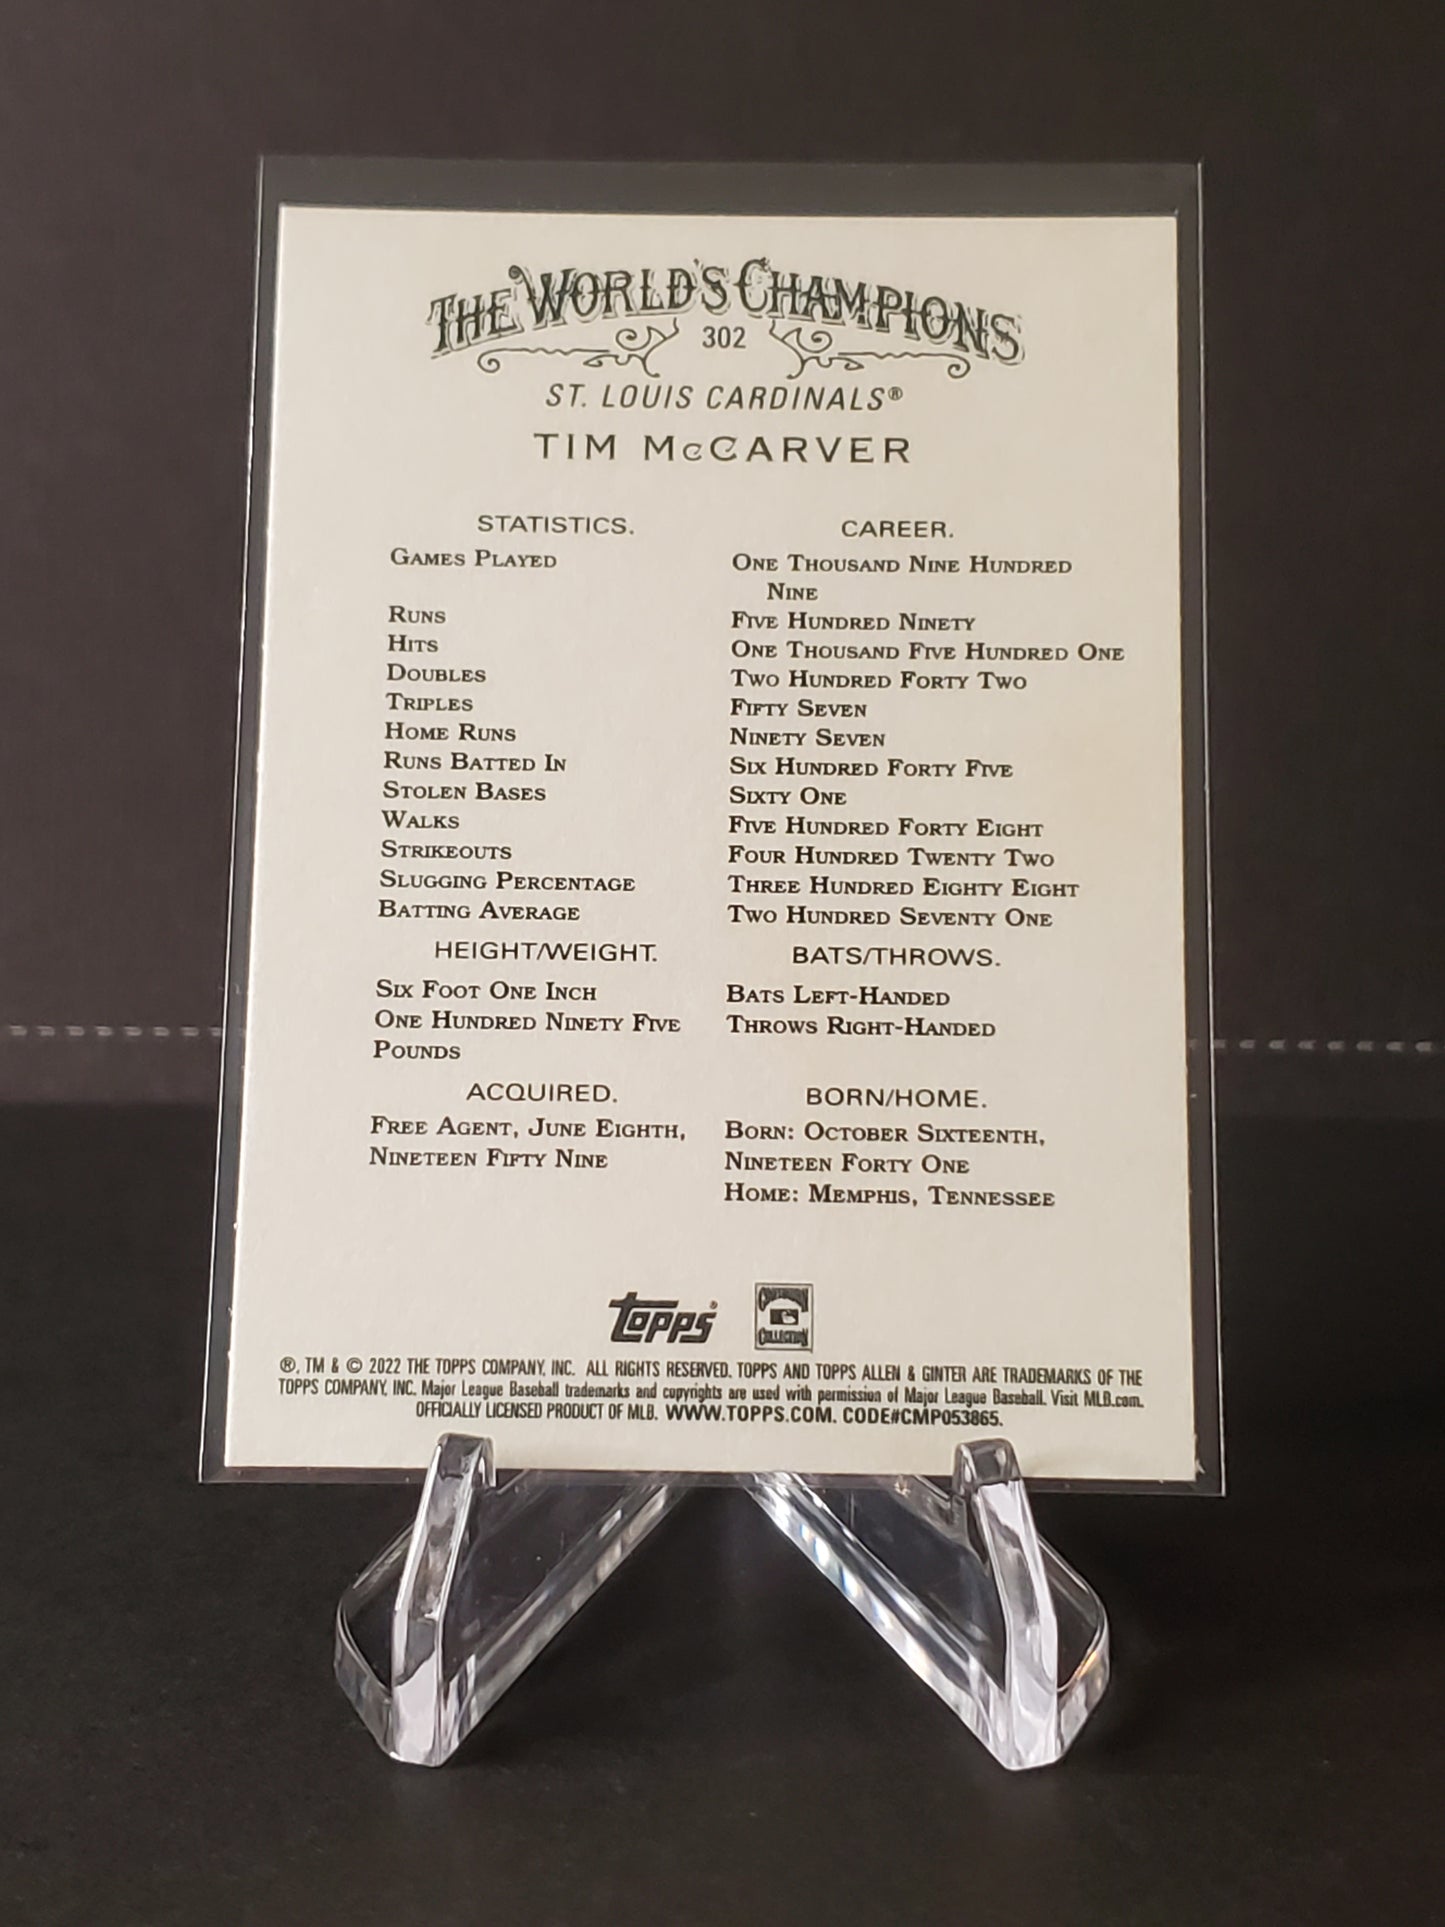 THE WORLD'S CHAMPIONS
302
ST. LOUIS CARDINALS®
TIM McCARVER
STATISTICS. CAREER.
GAMES PLAYED ONE THOUSAND NINE HUNDRED
NINE
RUNS FIVE HUNDRED NINETY
HITS ONE THOUSAND FIVE HUNDRED ONE
DOUBLES TWO HUNDRED FORTY TWO
TRIPLES FIFTY SEVEN
HOME RUNS NINETY SEVEN
RUNS BATTED IN SIX HUNDRED FORTY FIVE
STOLEN BASES SIXTY ONE
WALKS FIVE HUNDRED FORTY EIGHT
STRIKEOUTS FOUR HUNDRED TWENTY TWO
SLUGGING PERCENTAGE THREE HUNDRED EIGHTY EIGHT
BATTING AVERAGE TWO HUNDRED SEVENTY ONE
HEIGHT/WEIGHT. BATS/THROWS.
SIX FOOT ONE INCH BATS LEFT-HANDED
ONE HUNDRED NINETY FIVE THROWS RIGHT-HANDED
POUNDS
ACQUIRED. BORN/HOME.
FREE AGENT, JUNE EIGHTH, BORN: OCTOBER SIXTEENTH,
NINETEEN FIFTY NINE NINETEEN FORTY ONE
HOME: MEMPHIS, TENNESSEE
Topps® COOPERSTOWN COLLECTION
®, TM & © 2022 THE TOPPS COMPANY, INC. ALL RIGHTS RESERVED. TOPPS AND TOPPS ALLEN & GINTER ARE TRADEMARKS OF THE
TOPPS COMPANY, INC. Major League Baseball trademarks and copyrights are used with permission of Major League Baseball. Visit MLB.com.
OFFICIALLY LICENSED PRODUCT OF MLB. WWW.TOPPS.COM. CODE#CMP053865.